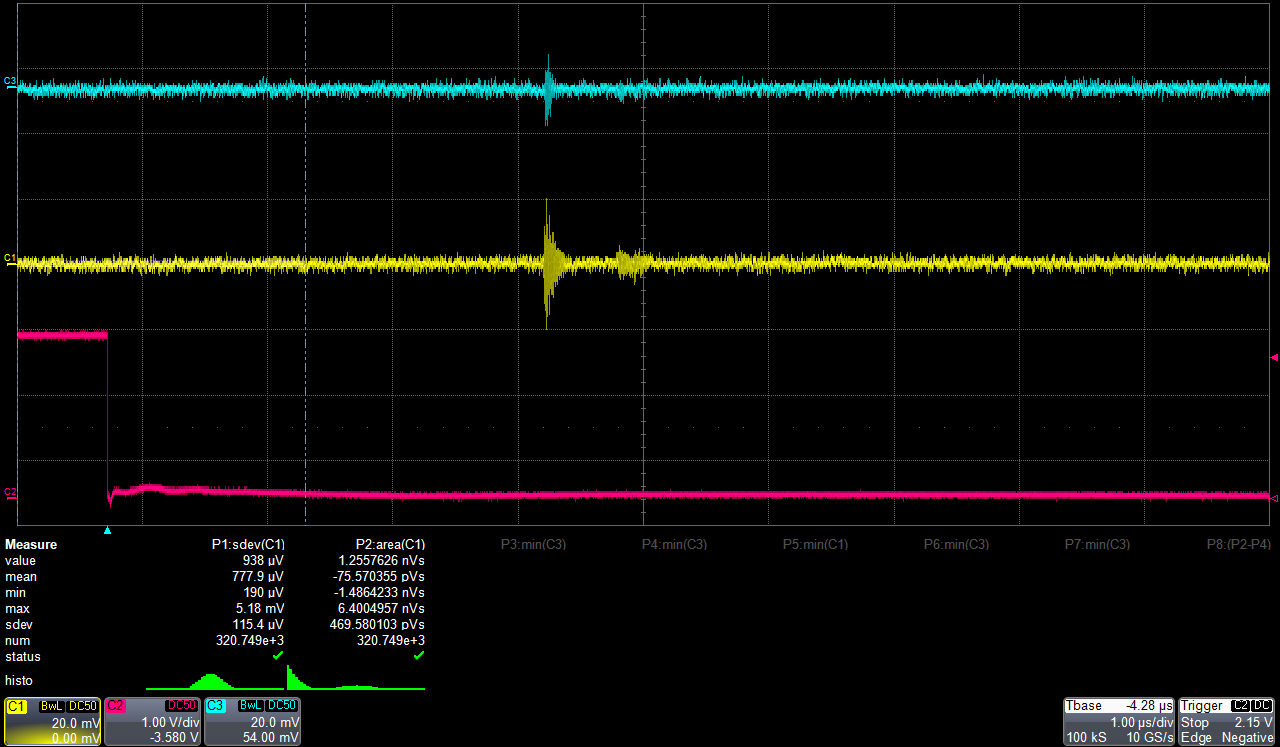 C3
C1
C2
Measure P1:sdev(C1) P2:area(C1) P3:min(C3) P4:min(C3) P5:min(C1) P6:min(C3) P7:min(C3) P8:(P2-P4)
value 938 µV 1.2557626 nVs
mean 777.9 µV -75.570355 pVs
min 190 µV -1.4864233 nVs
max 5.18 mV 6.4004957 nVs
sdev 115.4 µV 469.580103 pVs
num 320.749e+3 320.749e+3
status
histo
C1 BwL DC50 C2 DC50 C3 BwL DC50 Tbase -4.28 µs Trigger C2 DC
20.0 mV 1.00 V/div 20.0 mV 1.00 µs/div Stop 2.15 V
0.00 mV -3.580 V 54.00 mV 100 kS 10 GS/s Edge Negative